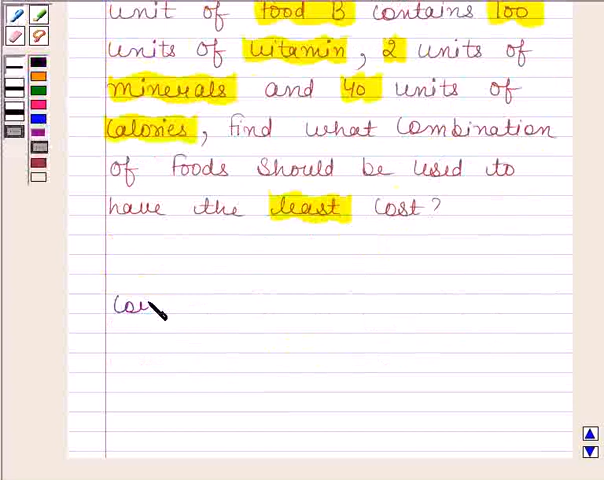 unit of food B contains 100
units of vitamin, 2 units of
minerals and 40 units of
calories, find what combination
of foods should be used to
have the least cost?